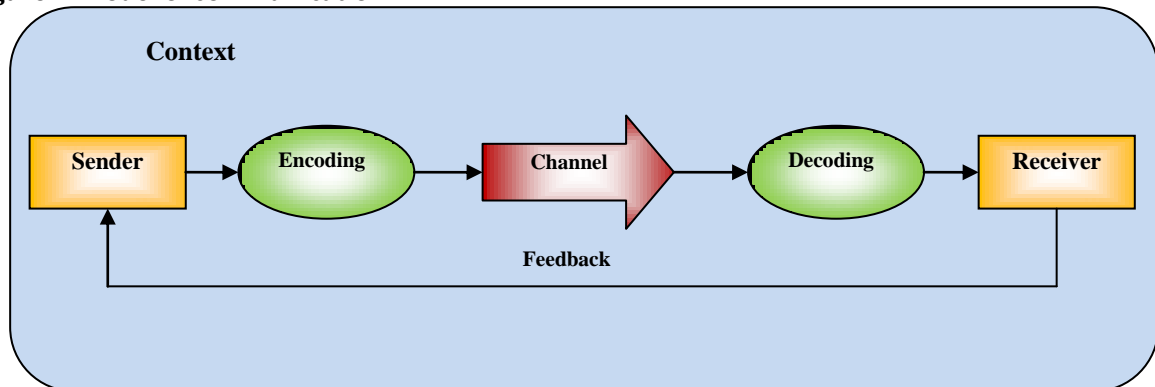 Context
Sender
Encoding
Channel
Decoding
Receiver
Feedback